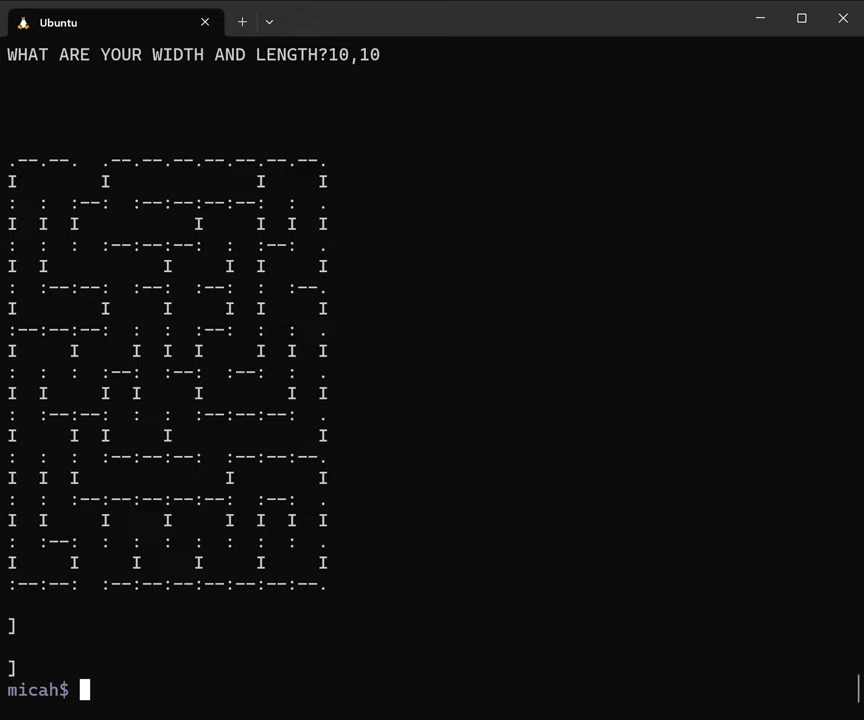 Ubuntu
WHAT ARE YOUR WIDTH AND LENGTH?10,10
.--.--.  .--.--.--.--.--.--.--.
I        I              I     I
:  :  :--:  :--:--:--:--:  :  .
I  I  I           I     I  I  I
:  :  :  :--:--:--:  :  :--:  .
I  I           I     I  I     I
:  :--:--:  :--:  :--:  :  :--.
I        I     I     I  I     I
:--:--:--:  :  :  :--:  :  :  .
I     I     I  I  I     I  I  I
:  :  :  :--:  :--:  :--:  :  .
I  I     I  I     I        I  I
:  :--:--:  :  :  :--:--:--:  .
I     I  I     I              I
:  :  :  :--:--:--:  :--:--:--.
I  I  I              I        I
:  :  :--:--:--:--:--:  :--:  .
I  I     I     I     I  I  I  I
:  :--:  :  :  :  :  :  :  :  .
I     I     I     I     I     I
:--:--:  :--:--:--:--:--:--:--.
]
]
micah$